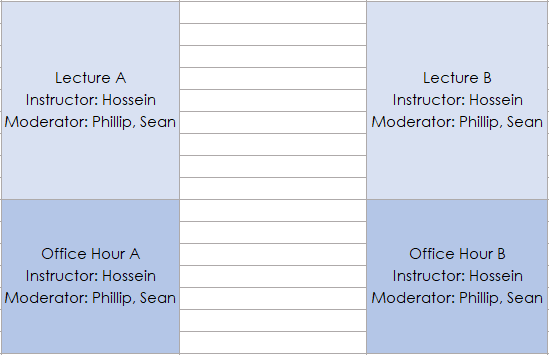 Lecture A
Instructor: Hossein
Moderator: Phillip, Sean
Lecture B
Instructor: Hossein
Moderator: Phillip, Sean
Office Hour A
Instructor: Hossein
Moderator: Phillip, Sean
Office Hour B
Instructor: Hossein
Moderator: Phillip, Sean